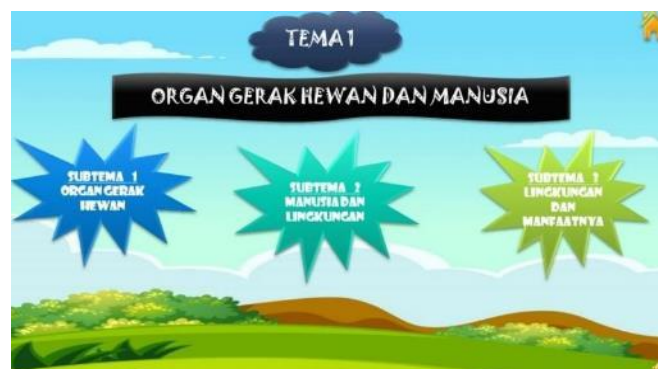 TEMA 1
ORGAN GERAK HEWAN DAN MANUSIA
SUBTEMA 1
ORGAN GERAK
HEWAN
SUBTEMA 2
MANUSIA DAN
LINGKUNGAN
SUBTEMA 3
LINGKUNGAN
DAN
MANFAATNYA